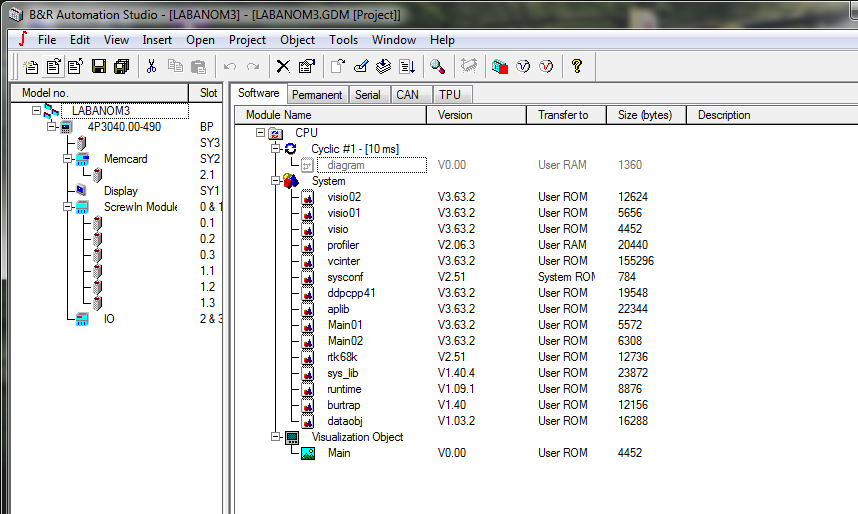 B&R Automation Studio - [LABANOM3] - [LABANOM3.GDM [Project]]
File Edit View Insert Open Project Object Tools Window Help
Model no. Slot
LABANOM3
4P3040.00-490 BP
SY3
Memcard SY2
2.1
Display SY1
ScrewIn Module 0 & 1
0.1
0.2
0.3
1.1
1.2
1.3
IO 2 & 3
Software Permanent Serial CAN TPU
Module Name Version Transfer to Size (bytes) Description
CPU
Cyclic #1 - [10 ms]
diagram V0.00 User RAM 1360
System
visio02 V3.63.2 User ROM 12624
visio01 V3.63.2 User ROM 5656
visio V3.63.2 User ROM 4452
profiler V2.06.3 User RAM 20440
vcinter V3.63.2 User ROM 155296
sysconf V2.51 System ROM 784
ddpcpp41 V3.63.2 User ROM 19548
aplib V3.63.2 User ROM 22344
Main01 V3.63.2 User ROM 5572
Main02 V3.63.2 User ROM 6308
rtk68k V2.51 User ROM 12736
sys_lib V1.40.4 User ROM 23872
runtime V1.09.1 User ROM 8876
burtrap V1.40 User ROM 12156
dataobj V1.03.2 User ROM 16288
Visualization Object
Main V0.00 User ROM 4452